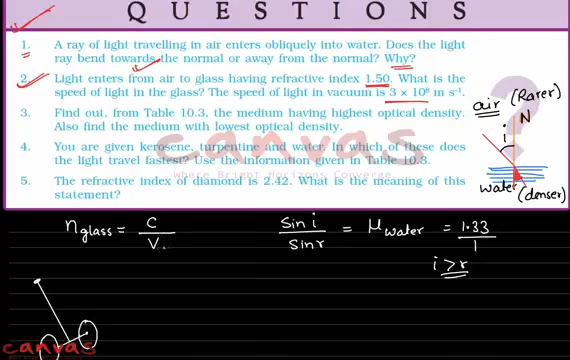 QUESTIONS
1. A ray of light travelling in air enters obliquely into water. Does the light
ray bend towards the normal or away from the normal? Why?
2. Light enters from air to glass having refractive index 1.50. What is the
speed of light in the glass? The speed of light in vacuum is 3 × 10⁸ m s⁻¹.
3. Find out, from Table 10.3, the medium having highest optical density.
Also find the medium with lowest optical density.
4. You are given kerosene, turpentine and water. In which of these does
the light travel fastest? Use the information given in Table 10.3.
5. The refractive index of diamond is 2.42. What is the meaning of this
statement?
canvas
Where Bright Horizons Converge
air (Rarer)
N
i
water (denser)
n glass = C / V
Sin i / Sin r = μ water = 1.33 / 1
i > r
canvas